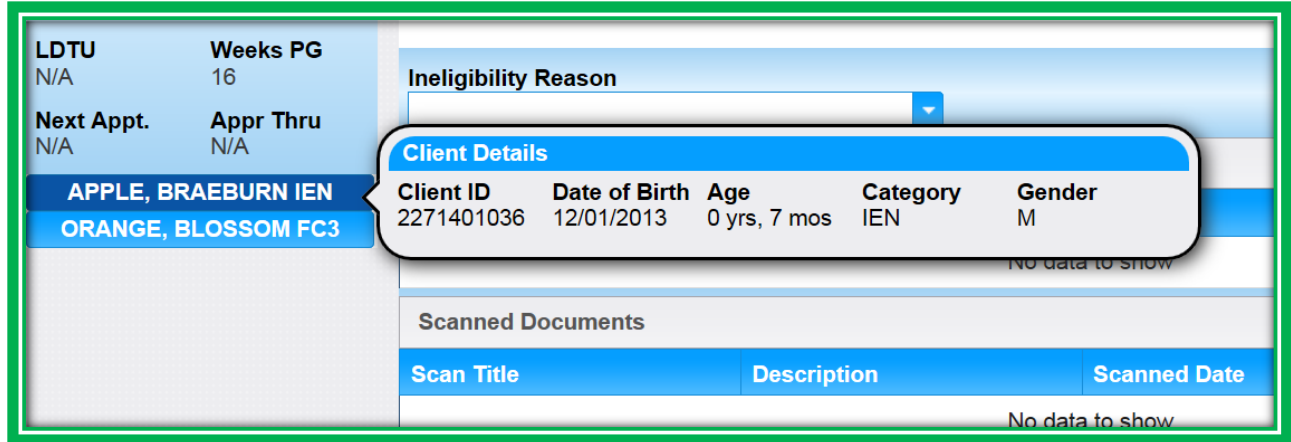 LDTU Weeks PG
N/A 16
Next Appt. Appr Thru
N/A N/A
APPLE, BRAEBURN IEN
ORANGE, BLOSSOM FC3
Ineligibility Reason
Client Details
Client ID Date of Birth Age Category Gender
2271401036 12/01/2013 0 yrs, 7 mos IEN M
No data to show
Scanned Documents
Scan Title Description Scanned Date
No data to show